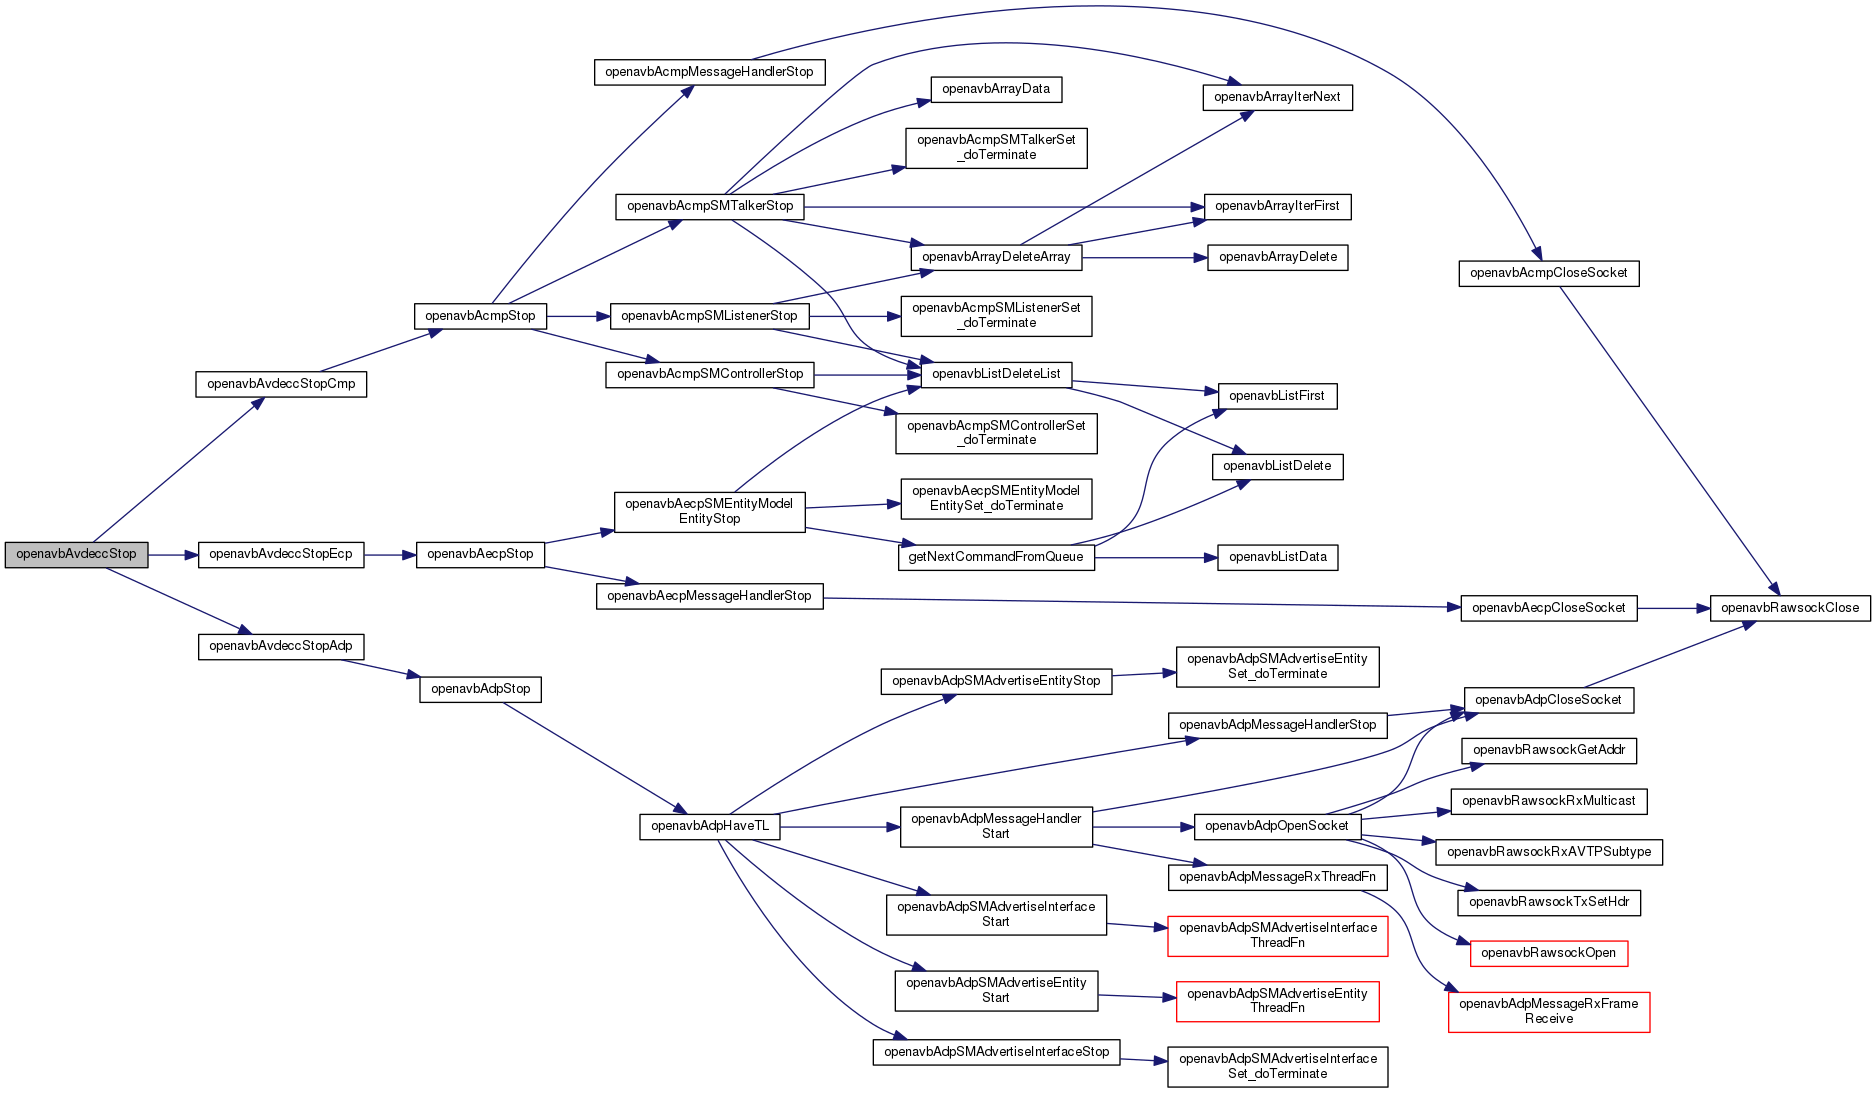 openavbAcmpMessageHandlerStop
openavbArrayData
openavbArrayIterNext
openavbAcmpSMTalkerSet
_doTerminate
openavbAcmpSMTalkerStop
openavbArrayIterFirst
openavbArrayDeleteArray
openavbArrayDelete
openavbAcmpCloseSocket
openavbAcmpStop
openavbAcmpSMListenerStop
openavbAcmpSMListenerSet
_doTerminate
openavbAvdeccStopCmp
openavbAcmpSMControllerStop
openavbListDeleteList
openavbListFirst
openavbAcmpSMControllerSet
_doTerminate
openavbListDelete
openavbAecpSMEntityModel
EntityStop
openavbAecpSMEntityModel
EntitySet_doTerminate
openavbAvdeccStop
openavbAvdeccStopEcp
openavbAecpStop
getNextCommandFromQueue
openavbListData
openavbAecpMessageHandlerStop
openavbAecpCloseSocket
openavbRawsockClose
openavbAvdeccStopAdp
openavbAdpStop
openavbAdpSMAdvertiseEntityStop
openavbAdpSMAdvertiseEntity
Set_doTerminate
openavbAdpCloseSocket
openavbAdpMessageHandlerStop
openavbRawsockGetAddr
openavbRawsockRxMulticast
openavbAdpHaveTL
openavbAdpMessageHandler
Start
openavbAdpOpenSocket
openavbRawsockRxAVTPSubtype
openavbAdpMessageRxThreadFn
openavbRawsockTxSetHdr
openavbAdpSMAdvertiseInterface
Start
openavbAdpSMAdvertiseInterface
ThreadFn
openavbRawsockOpen
openavbAdpSMAdvertiseEntity
Start
openavbAdpSMAdvertiseEntity
ThreadFn
openavbAdpMessageRxFrame
Receive
openavbAdpSMAdvertiseInterfaceStop
openavbAdpSMAdvertiseInterface
Set_doTerminate